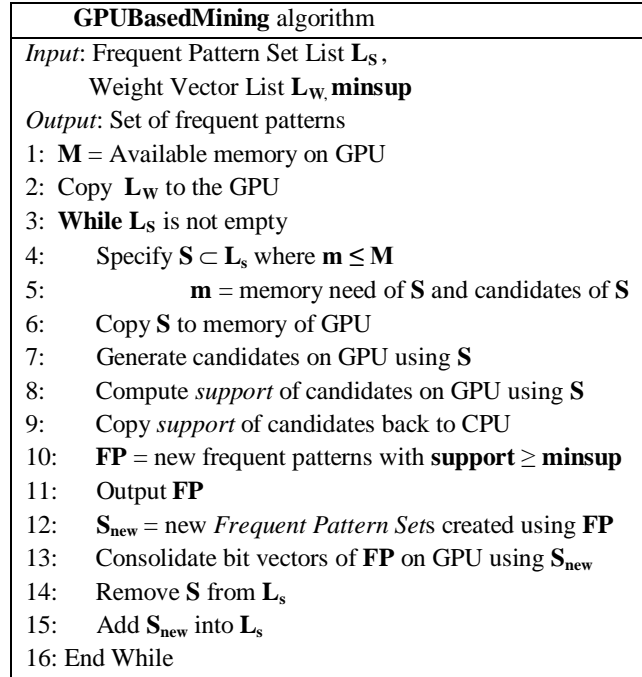 GPUBasedMining algorithm
Input: Frequent Pattern Set List LS ,
Weight Vector List LW, minsup
Output: Set of frequent patterns
1: M = Available memory on GPU
2: Copy LW to the GPU
3: While LS is not empty
4: Specify S ⊂ Ls where m ≤ M
5: m = memory need of S and candidates of S
6: Copy S to memory of GPU
7: Generate candidates on GPU using S
8: Compute support of candidates on GPU using S
9: Copy support of candidates back to CPU
10: FP = new frequent patterns with support ≥ minsup
11: Output FP
12: Snew = new Frequent Pattern Sets created using FP
13: Consolidate bit vectors of FP on GPU using Snew
14: Remove S from Ls
15: Add Snew into Ls
16: End While